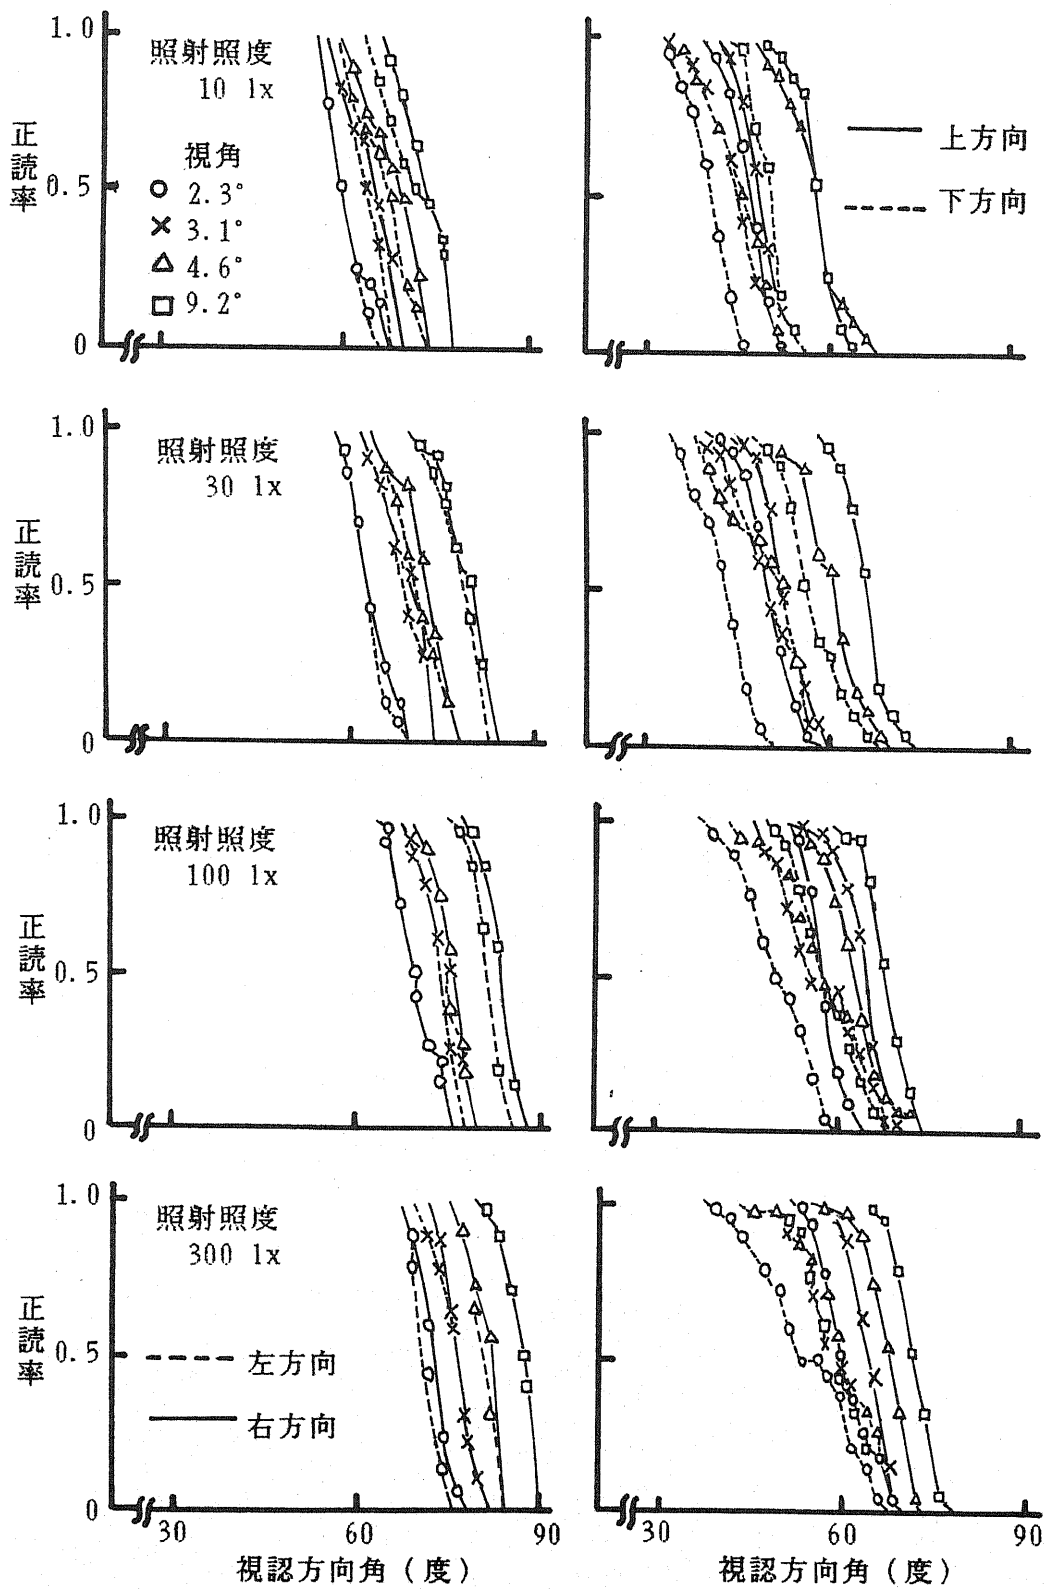 1.0
照射照度
10 lx
正読率
視角
0.5
○ 2.3°
× 3.1°
△ 4.6°
□ 9.2°
0
上方向
下方向
1.0
照射照度
30 lx
正読率
0.5
0
1.0
照射照度
100 lx
正読率
0.5
0
1.0
照射照度
300 lx
正読率
0.5
左方向
右方向
0
30 60 90
視認方向角(度)
30 60 90
視認方向角(度)